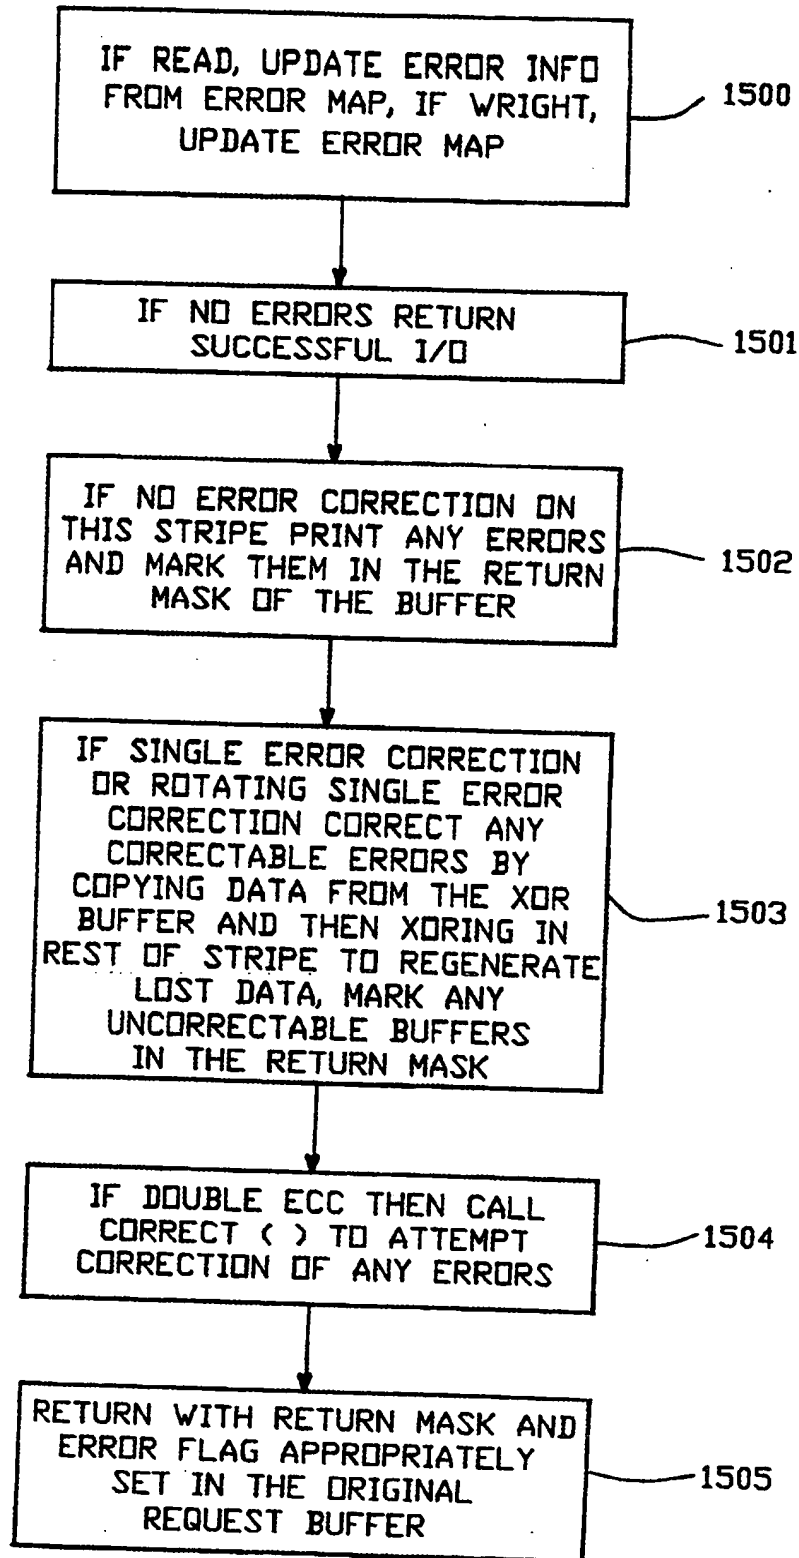 IF READ, UPDATE ERROR INFO
FROM ERROR MAP, IF WRIGHT,
UPDATE ERROR MAP
1500
IF NO ERRORS RETURN
SUCCESSFUL I/O
1501
IF NO ERROR CORRECTION ON
THIS STRIPE PRINT ANY ERRORS
AND MARK THEM IN THE RETURN
MASK OF THE BUFFER
1502
IF SINGLE ERROR CORRECTION
OR ROTATING SINGLE ERROR
CORRECTION CORRECT ANY
CORRECTABLE ERRORS BY
COPYING DATA FROM THE XOR
BUFFER AND THEN XORING IN
REST OF STRIPE TO REGENERATE
LOST DATA, MARK ANY
UNCORRECTABLE BUFFERS
IN THE RETURN MASK
1503
IF DOUBLE ECC THEN CALL
CORRECT ( ) TO ATTEMPT
CORRECTION OF ANY ERRORS
1504
RETURN WITH RETURN MASK AND
ERROR FLAG APPROPRIATELY
SET IN THE ORIGINAL
REQUEST BUFFER
1505